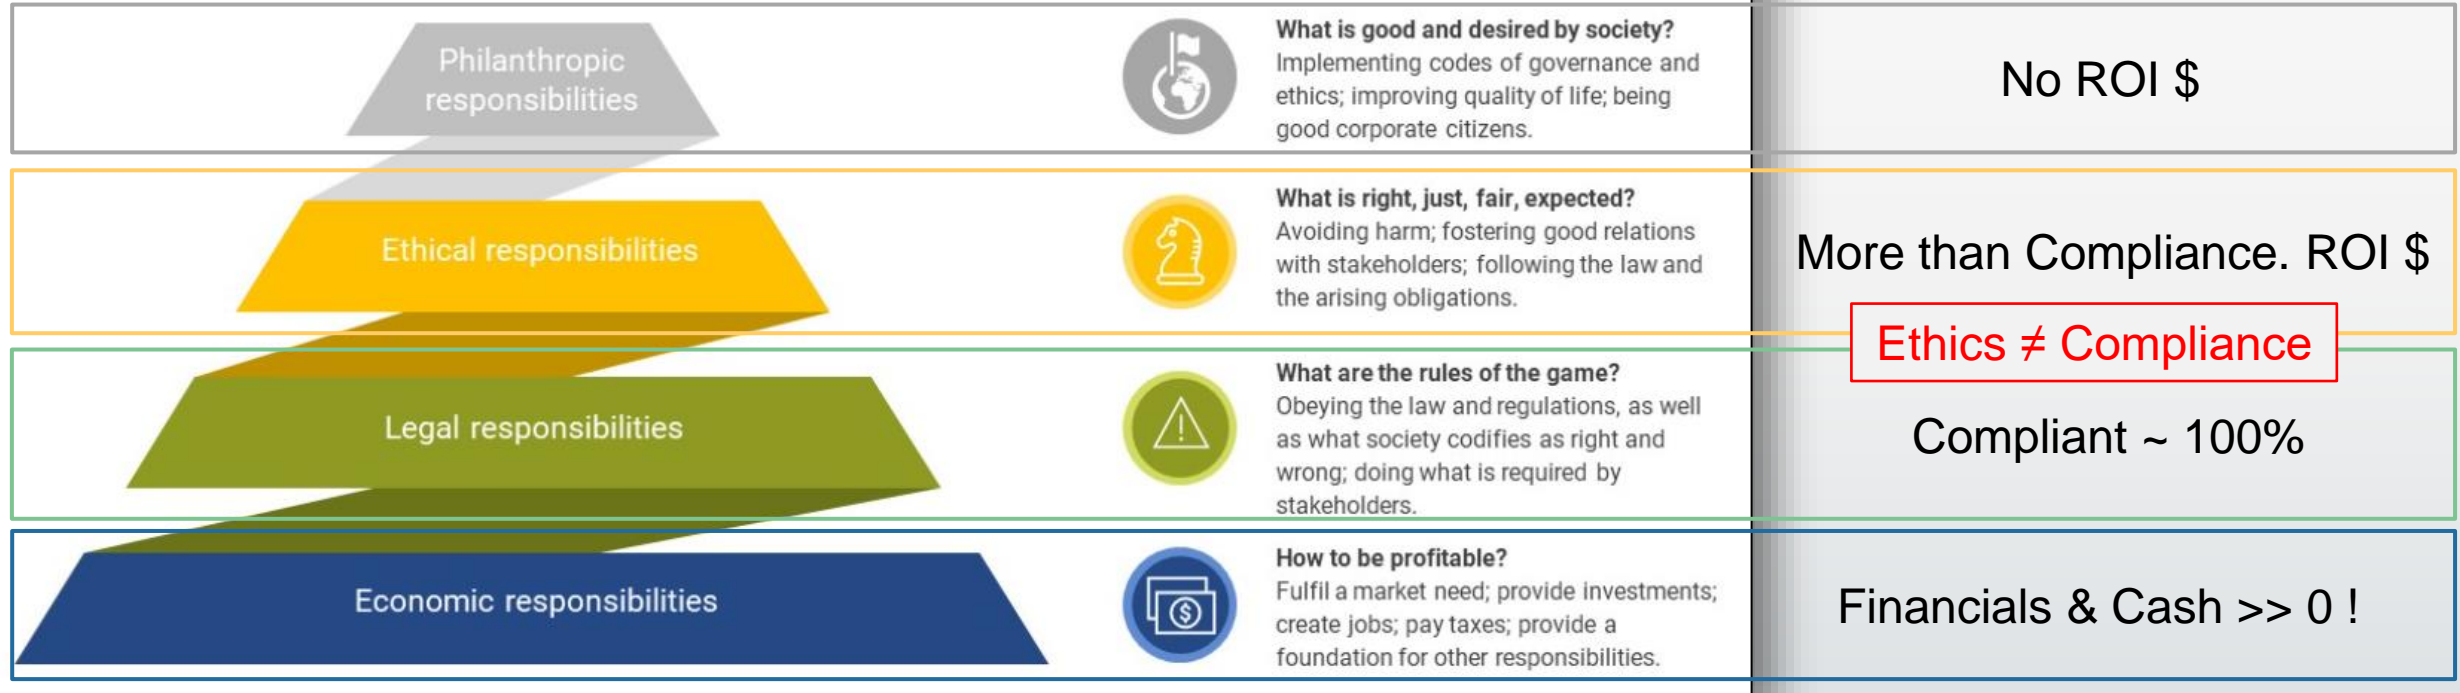 Philanthropic
responsibilities
What is good and desired by society?
Implementing codes of governance and
ethics; improving quality of life; being
good corporate citizens.
No ROI $
Ethical responsibilities
What is right, just, fair, expected?
Avoiding harm; fostering good relations
with stakeholders; following the law and
the arising obligations.
More than Compliance. ROI $
Ethics ≠ Compliance
Legal responsibilities
What are the rules of the game?
Obeying the law and regulations, as well
as what society codifies as right and
wrong; doing what is required by
stakeholders.
Compliant ~ 100%
Economic responsibilities
How to be profitable?
Fulfil a market need; provide investments;
create jobs; pay taxes; provide a
foundation for other responsibilities.
Financials & Cash >> 0 !